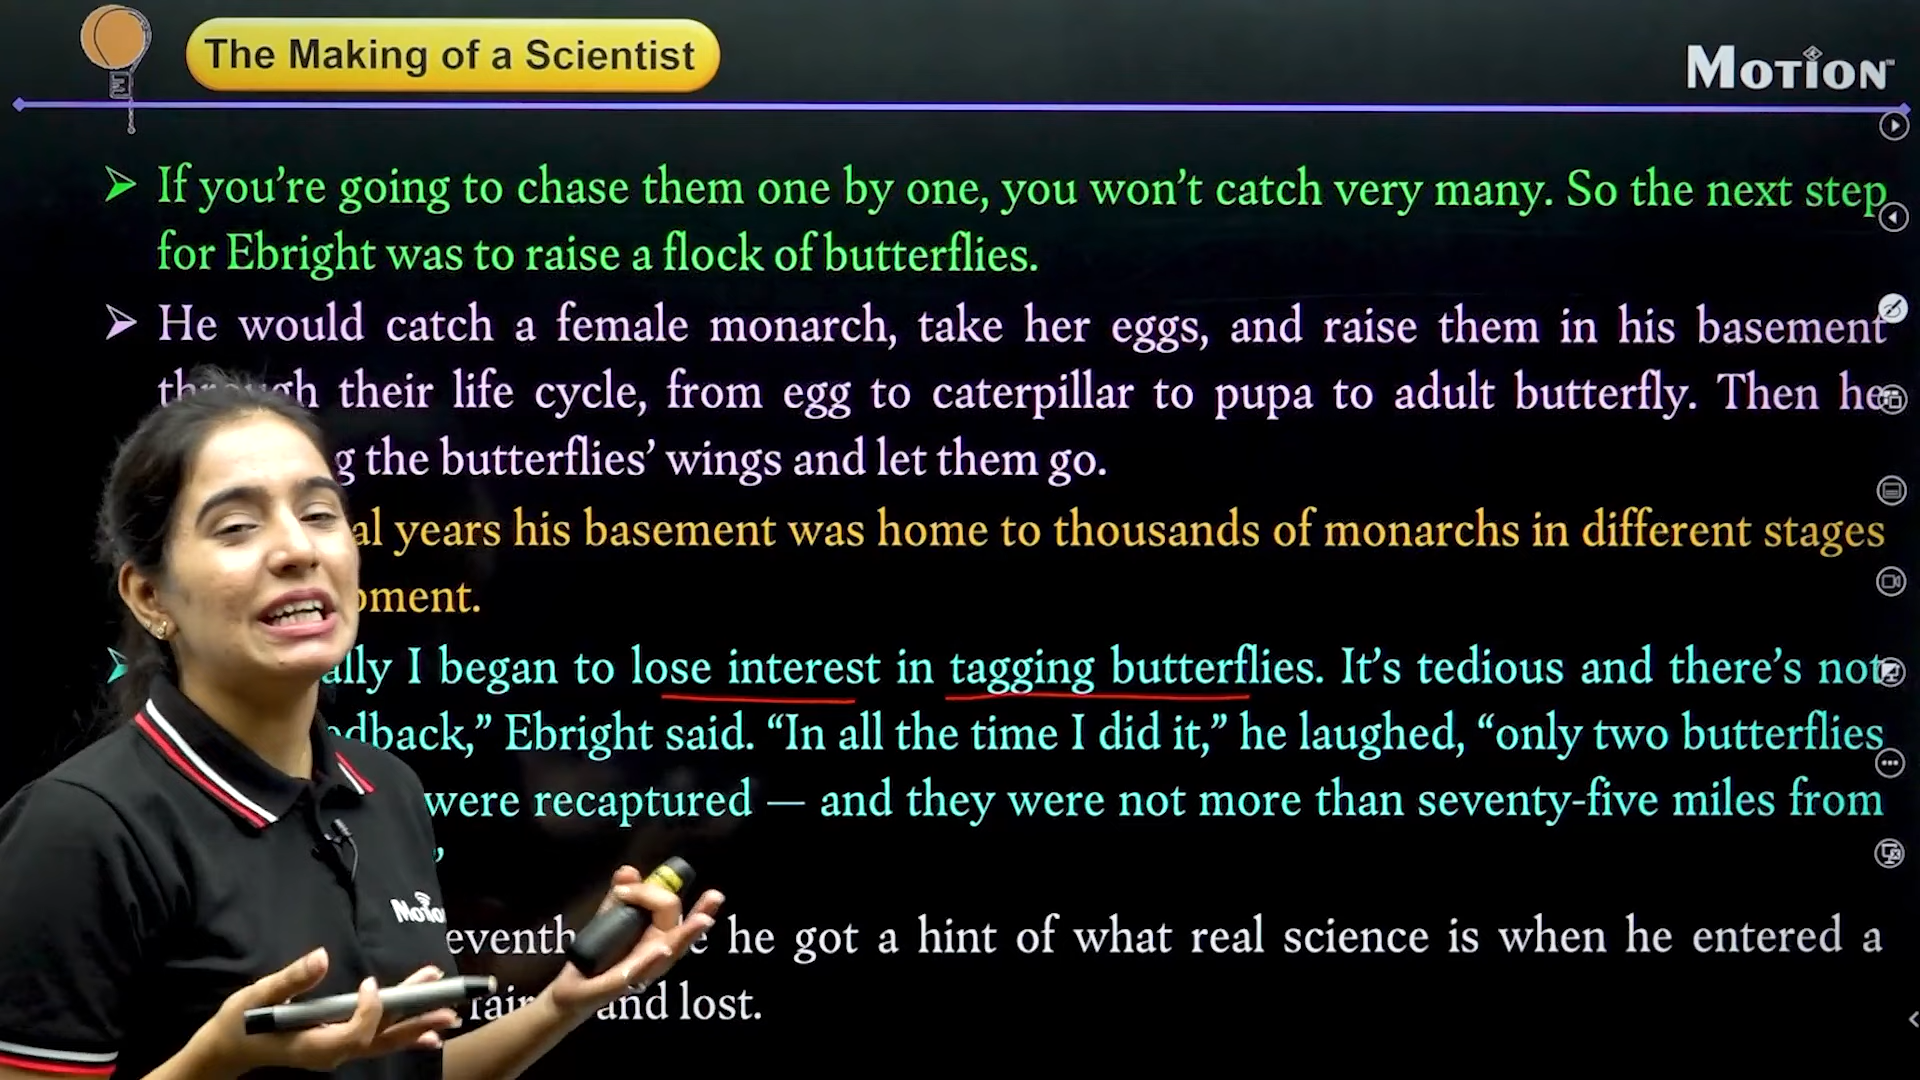 The Making of a Scientist
MOTION
If you're going to chase them one by one, you won't catch very many. So the next step
for Ebright was to raise a flock of butterflies.
He would catch a female monarch, take her eggs, and raise them in his basement
their life cycle, from egg to caterpillar to pupa to adult butterfly. Then he
the butterflies' wings and let them go.
years his basement was home to thousands of monarchs in different stages
I began to lose interest in tagging butterflies. It's tedious and there's not
Ebright said. “In all the time I did it,” he laughed, “only two butterflies
were recaptured — and they were not more than seventy-five miles from
he got a hint of what real science is when he entered a
and lost.